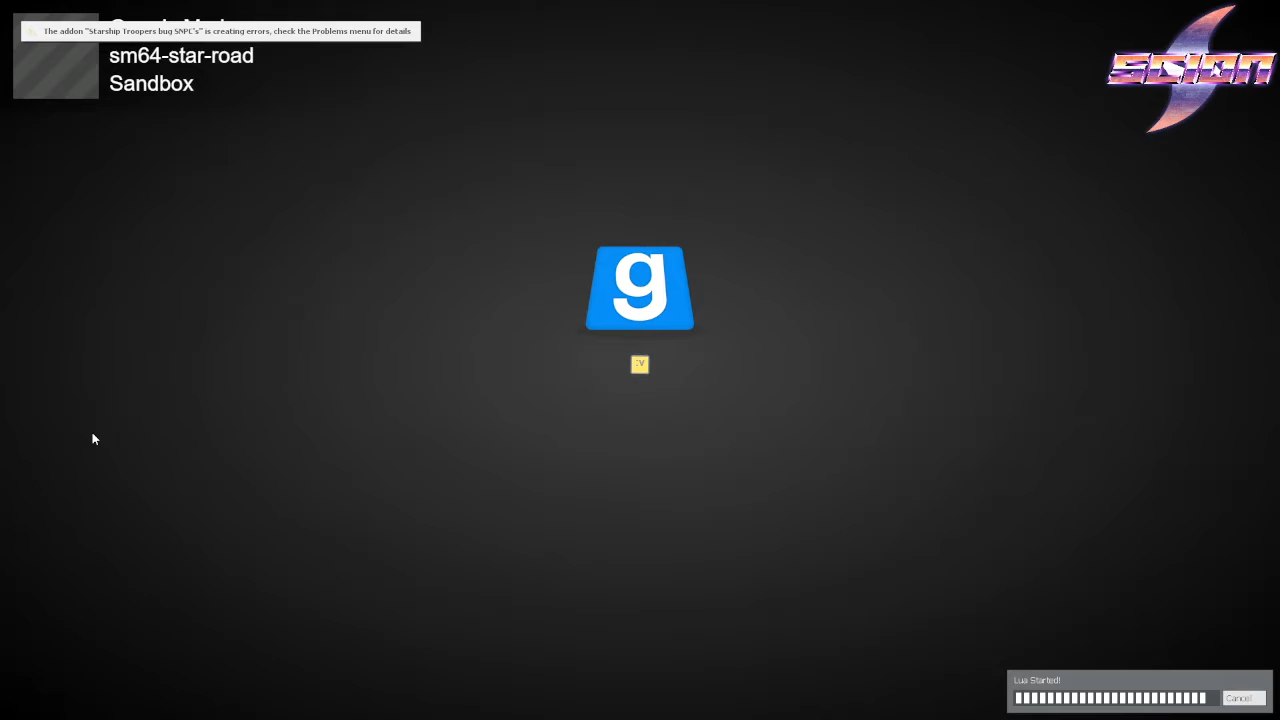 The addon "Starship Troopers bug SNPC's" is creating errors, check the Problems menu for details
sm64-star-road
Sandbox
SCION
g
:v
Lua Started!
Cancel